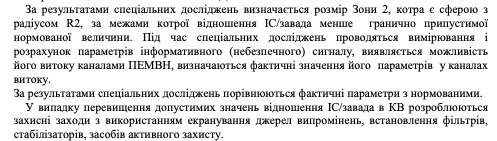 За результатами спеціальних досліджень визначається розмір Зони 2, котра є сферою з
радіусом R2, за межами котрої відношення ІС/завада менше гранично припустимої
нормованої величини. Під час спеціальних досліджень проводяться вимірювання і
розрахунок параметрів інформативного (небезпечного) сигналу, виявляється можливість
його витоку каналами ПЕМВН, визначаються фактичні значення його параметрів у каналах
витоку.
За результатами спеціальних досліджень порівнюються фактичні параметри з нормованими.
У випадку перевищення допустимих значень відношення ІС/завада в КВ розроблюються
захисні заходи з використанням екранування джерел випромінень, встановлення фільтрів,
стабілізаторів, засобів активного захисту.